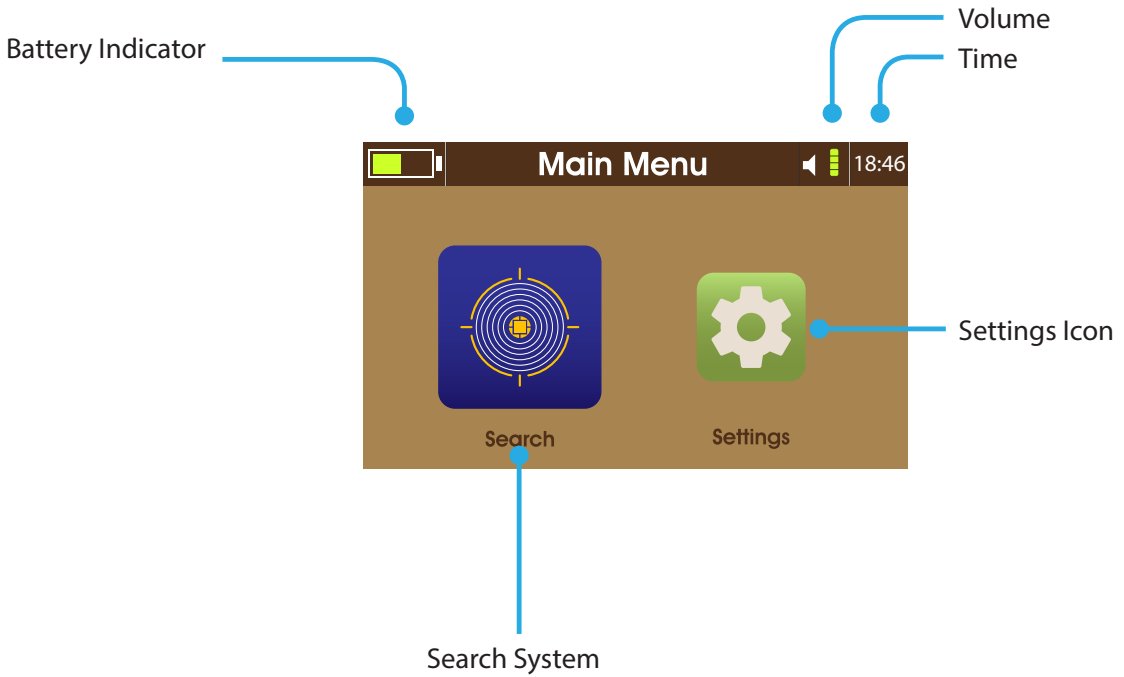 Volume
Battery Indicator
Time
Main Menu
18:46
Settings Icon
Search
Settings
Search System